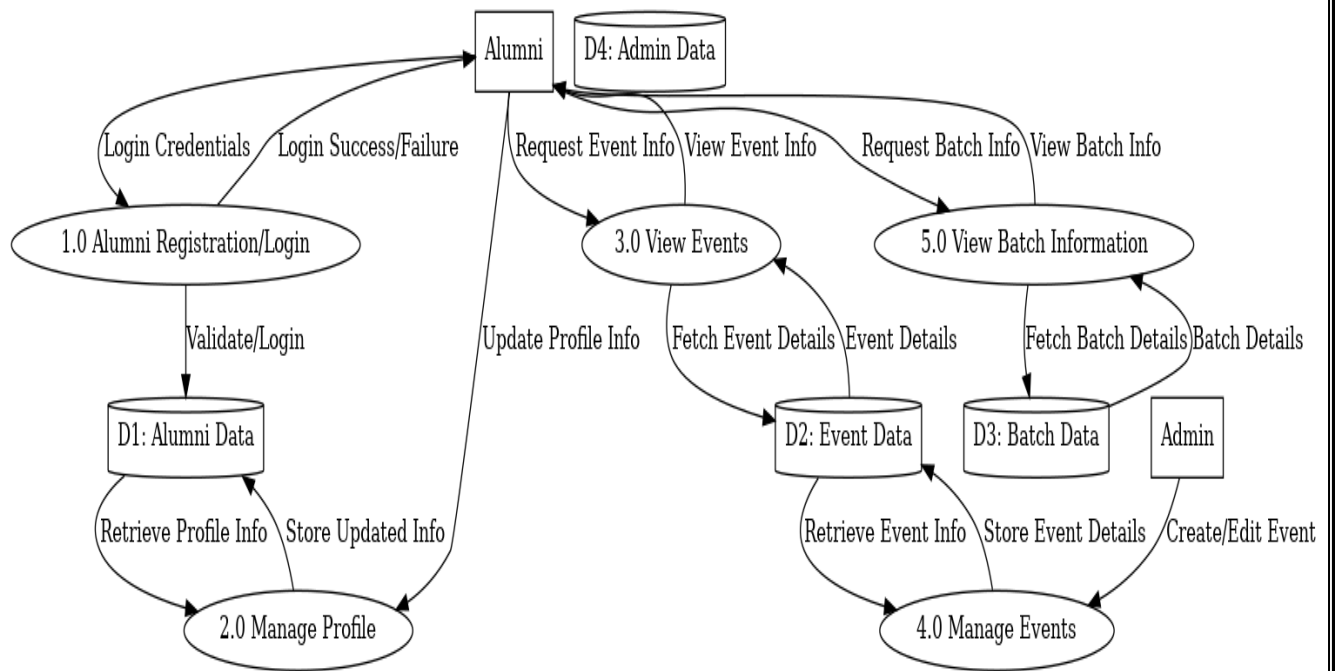 Alumni
D4: Admin Data
Login Credentials
Login Success/Failure
Request Event Info
View Event Info
Request Batch Info
View Batch Info
1.0 Alumni Registration/Login
3.0 View Events
5.0 View Batch Information
Validate/Login
Update Profile Info
Fetch Event Details
Event Details
Fetch Batch Details
Batch Details
D1: Alumni Data
D2: Event Data
D3: Batch Data
Admin
Retrieve Profile Info
Store Updated Info
Retrieve Event Info
Store Event Details
Create/Edit Event
2.0 Manage Profile
4.0 Manage Events